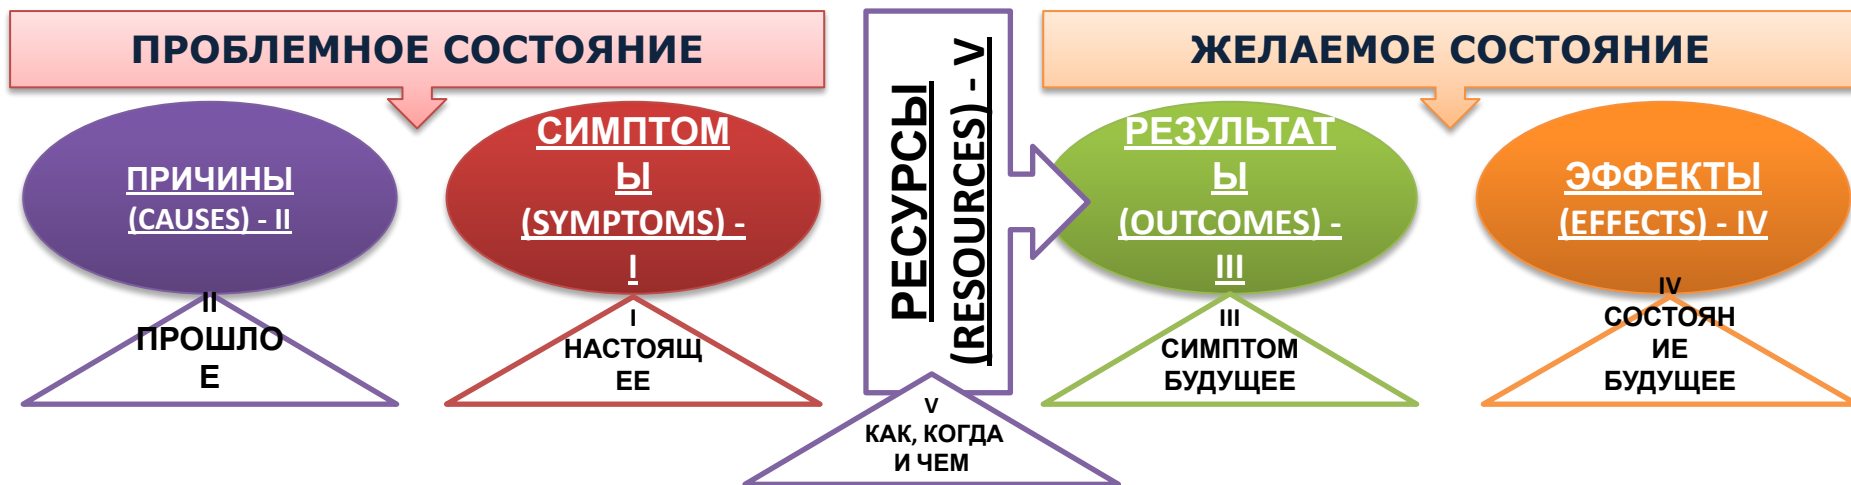 ПРОБЛЕМНОЕ СОСТОЯНИЕ
ПРИЧИНЫ
(CAUSES) - II
II
ПРОШЛО
Е
СИМПТОМ
Ы
(SYMPTOMS) -
I
I
НАСТОЯЩ
ЕЕ
РЕСУРСЫ
(RESOURCES) - V
V
КАК, КОГДА
И ЧЕМ
ЖЕЛАЕМОЕ СОСТОЯНИЕ
РЕЗУЛЬТАТ
Ы
(OUTCOMES) -
III
III
СИМПТОМ
БУДУЩЕЕ
ЭФФЕКТЫ
(EFFECTS) - IV
IV
СОСТОЯН
ИЕ
БУДУЩЕЕ